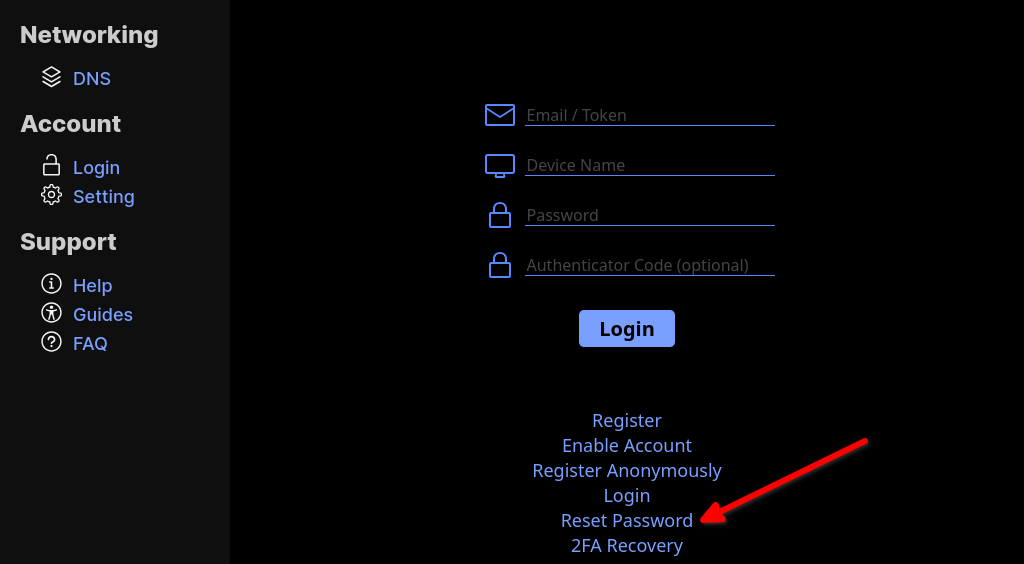 Networking
DNS
Account
Login
Setting
Support
Help
Guides
FAQ
Email / Token
Device Name
Password
Authenticator Code (optional)
Login
Register
Enable Account
Register Anonymously
Login
Reset Password
2FA Recovery